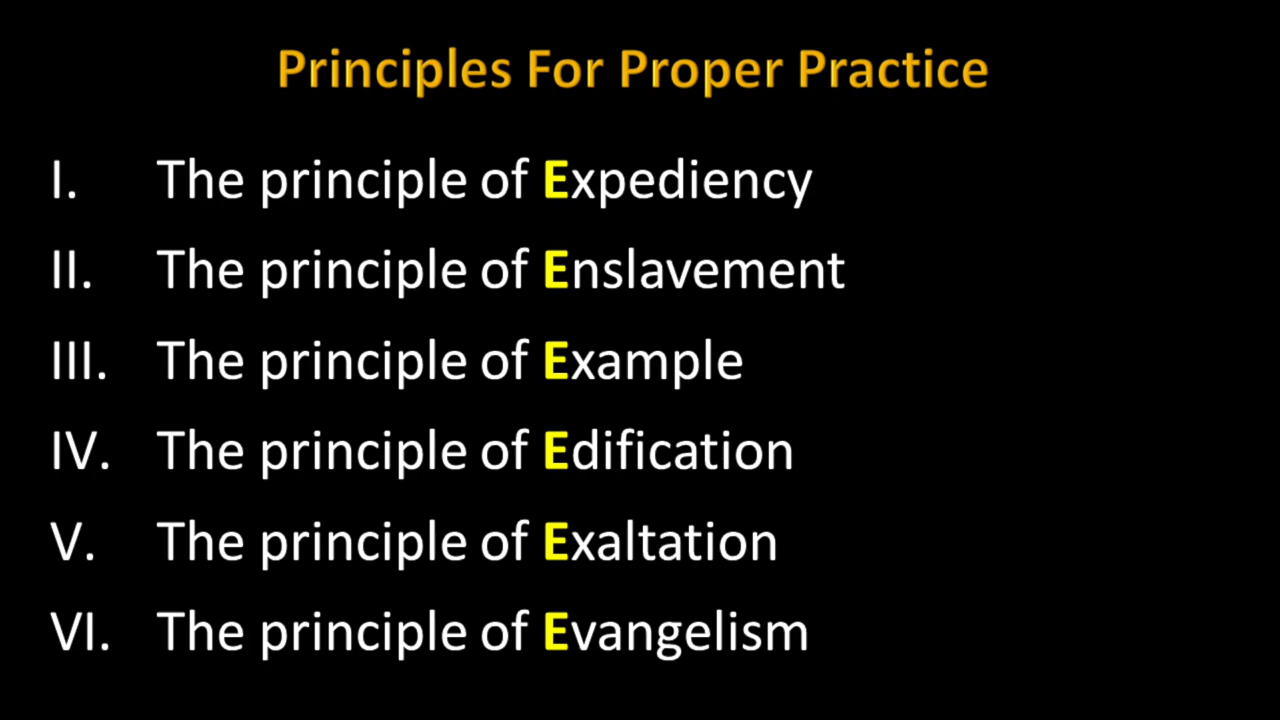 Principles For Proper Practice
I. The principle of Expediency
II. The principle of Enslavement
III. The principle of Example
IV. The principle of Edification
V. The principle of Exaltation
VI. The principle of Evangelism